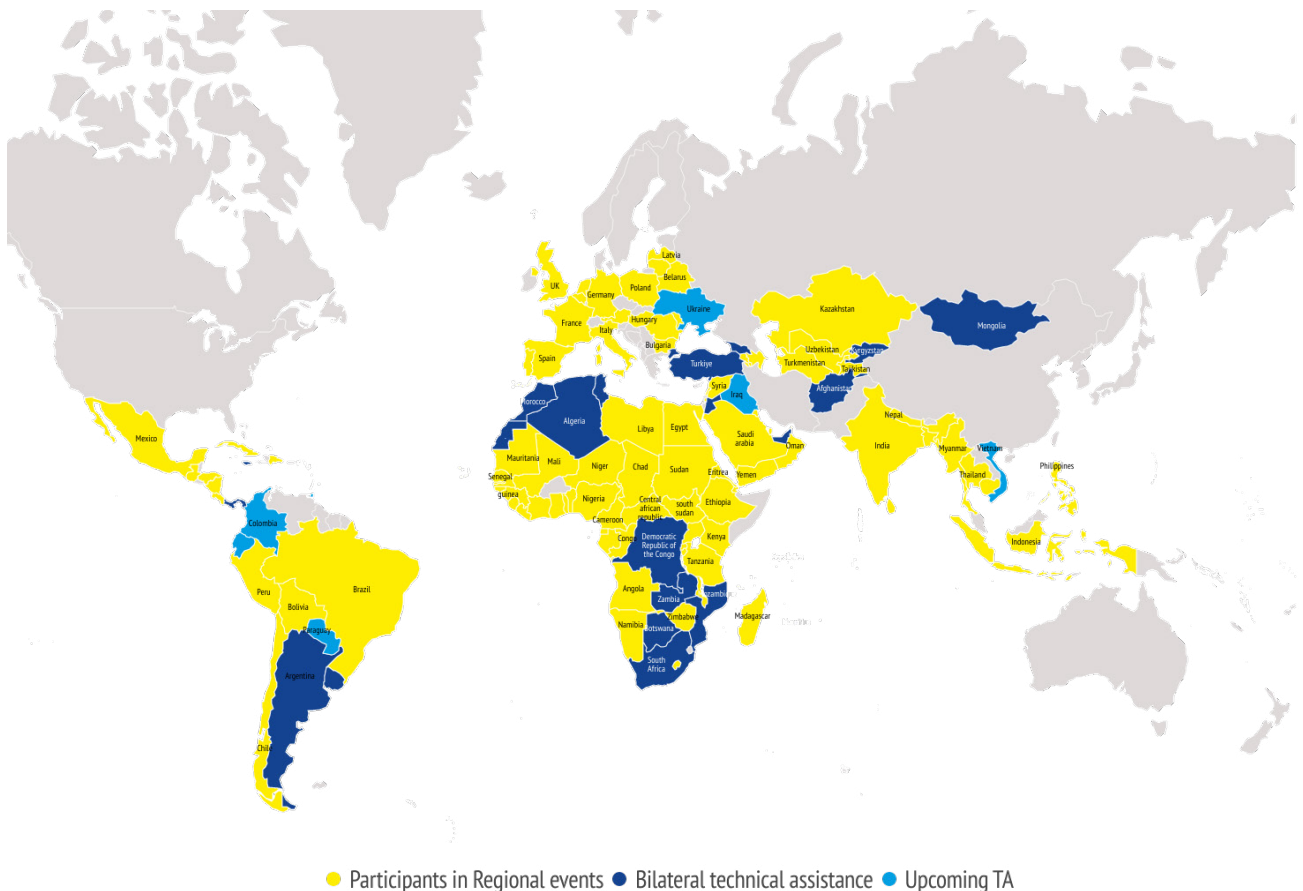 Latvia
Belarus
UK
Poland
Germany
Ukraine
France
Hungary
Kazakhstan
Italy
Mongolia
Bulgaria
Spain
Uzbekistan
Kyrgyzstan
Turkiye
Turkmenistan
Tajikistan
Syria
Afghanistan
Iraq
Morocco
Algeria
Nepal
Libya
Egypt
Mexico
Saudi
arabia
India
Oman
Myanmar
Vietnam
Mauritania
Mali
Niger
Chad
Sudan
Eritrea
Yemen
Thailand
Philippines
Senegal
guinea
Nigeria
Central
african
republic
south
sudan
Ethiopia
Colombia
Cameroon
Congo
Democratic
Republic of
the Congo
Kenya
Indonesia
Tanzania
Peru
Brazil
Angola
Zambia
Mozambique
Bolivia
Zimbabwe
Madagascar
Namibia
Botswana
Paraguay
South
Africa
Argentina
Chile
Participants in Regional events
Bilateral technical assistance
Upcoming TA